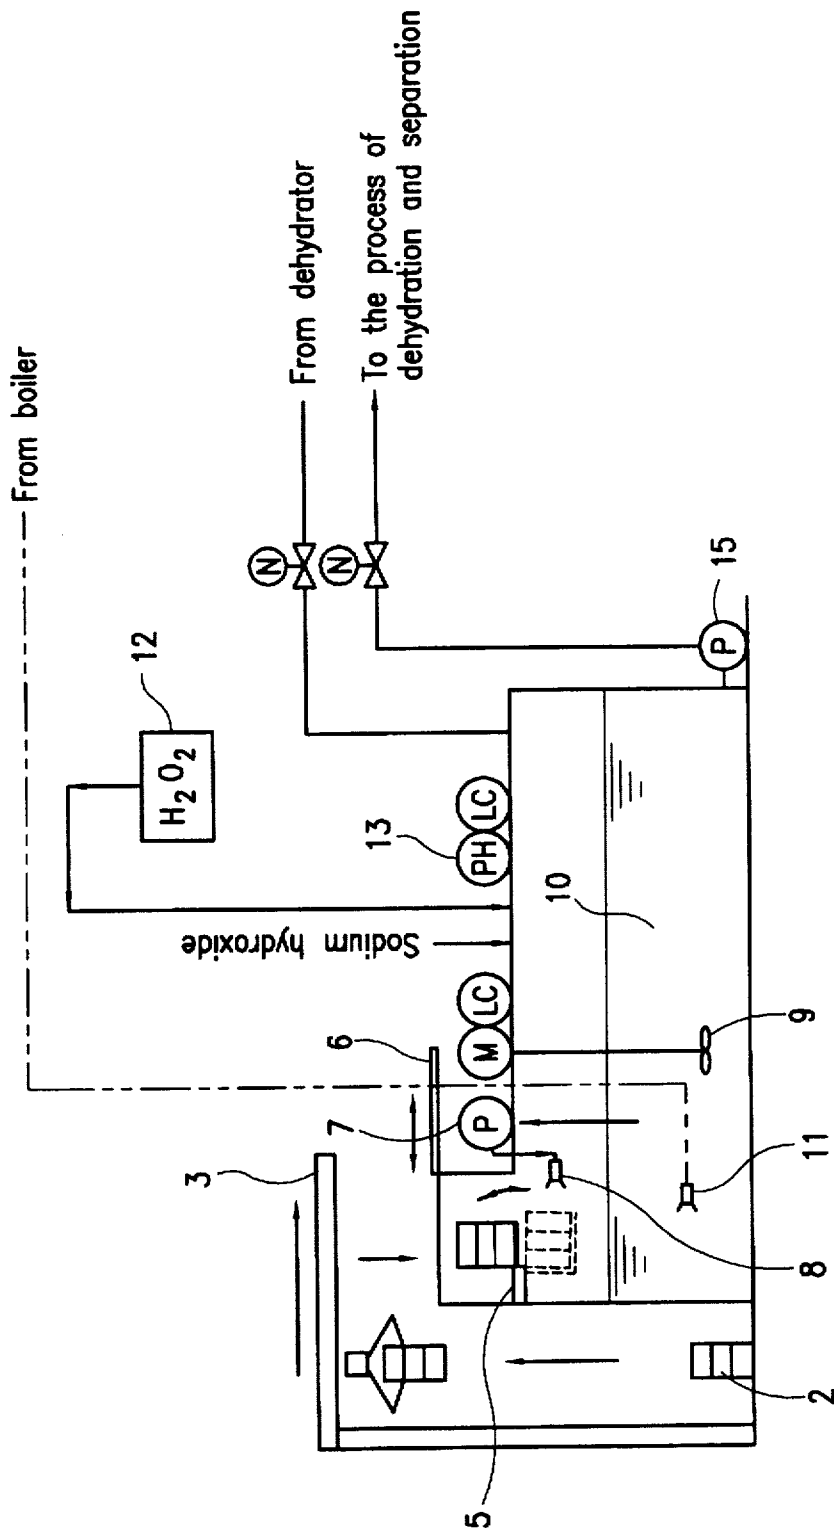 From boiler
12
H2O2
From dehydrator
To the process of
dehydration and separation
N
N
15
P
13
PH
LC
Sodium hydroxide
LC
M
6
7
P
3
10
9
11
8
5
2